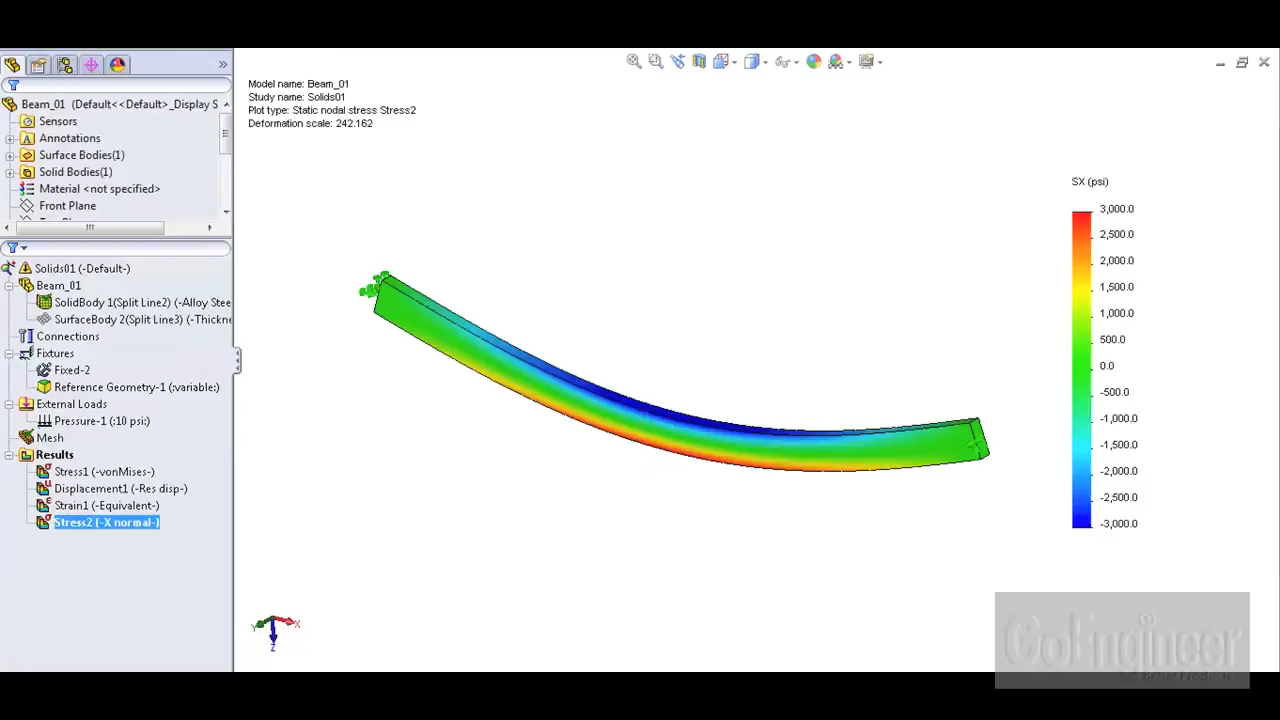 Beam_01 (Default<<Default>_Display S
Sensors
Annotations
Surface Bodies(1)
Solid Bodies(1)
Material <not specified>
Front Plane
Solids01 (-Default-)
Beam_01
SolidBody 1(Split Line2) (-Alloy Stee
SurfaceBody 2(Split Line3) (-Thickne
Connections
Fixtures
Fixed-2
Reference Geometry-1 (:variable:)
External Loads
Pressure-1 (:10 psi:)
Mesh
Results
Stress1 (-vonMises-)
Displacement1 (-Res disp-)
Strain1 (-Equivalent-)
Stress2 (-X normal-)
Model name: Beam_01
Study name: Solids01
Plot type: Static nodal stress Stress2
Deformation scale: 242.162
SX (psi)
3,000.0
2,500.0
2,000.0
1,500.0
1,000.0
500.0
0.0
-500.0
-1,000.0
-1,500.0
-2,000.0
-2,500.0
-3,000.0
Y
X
Z
GoEngineer